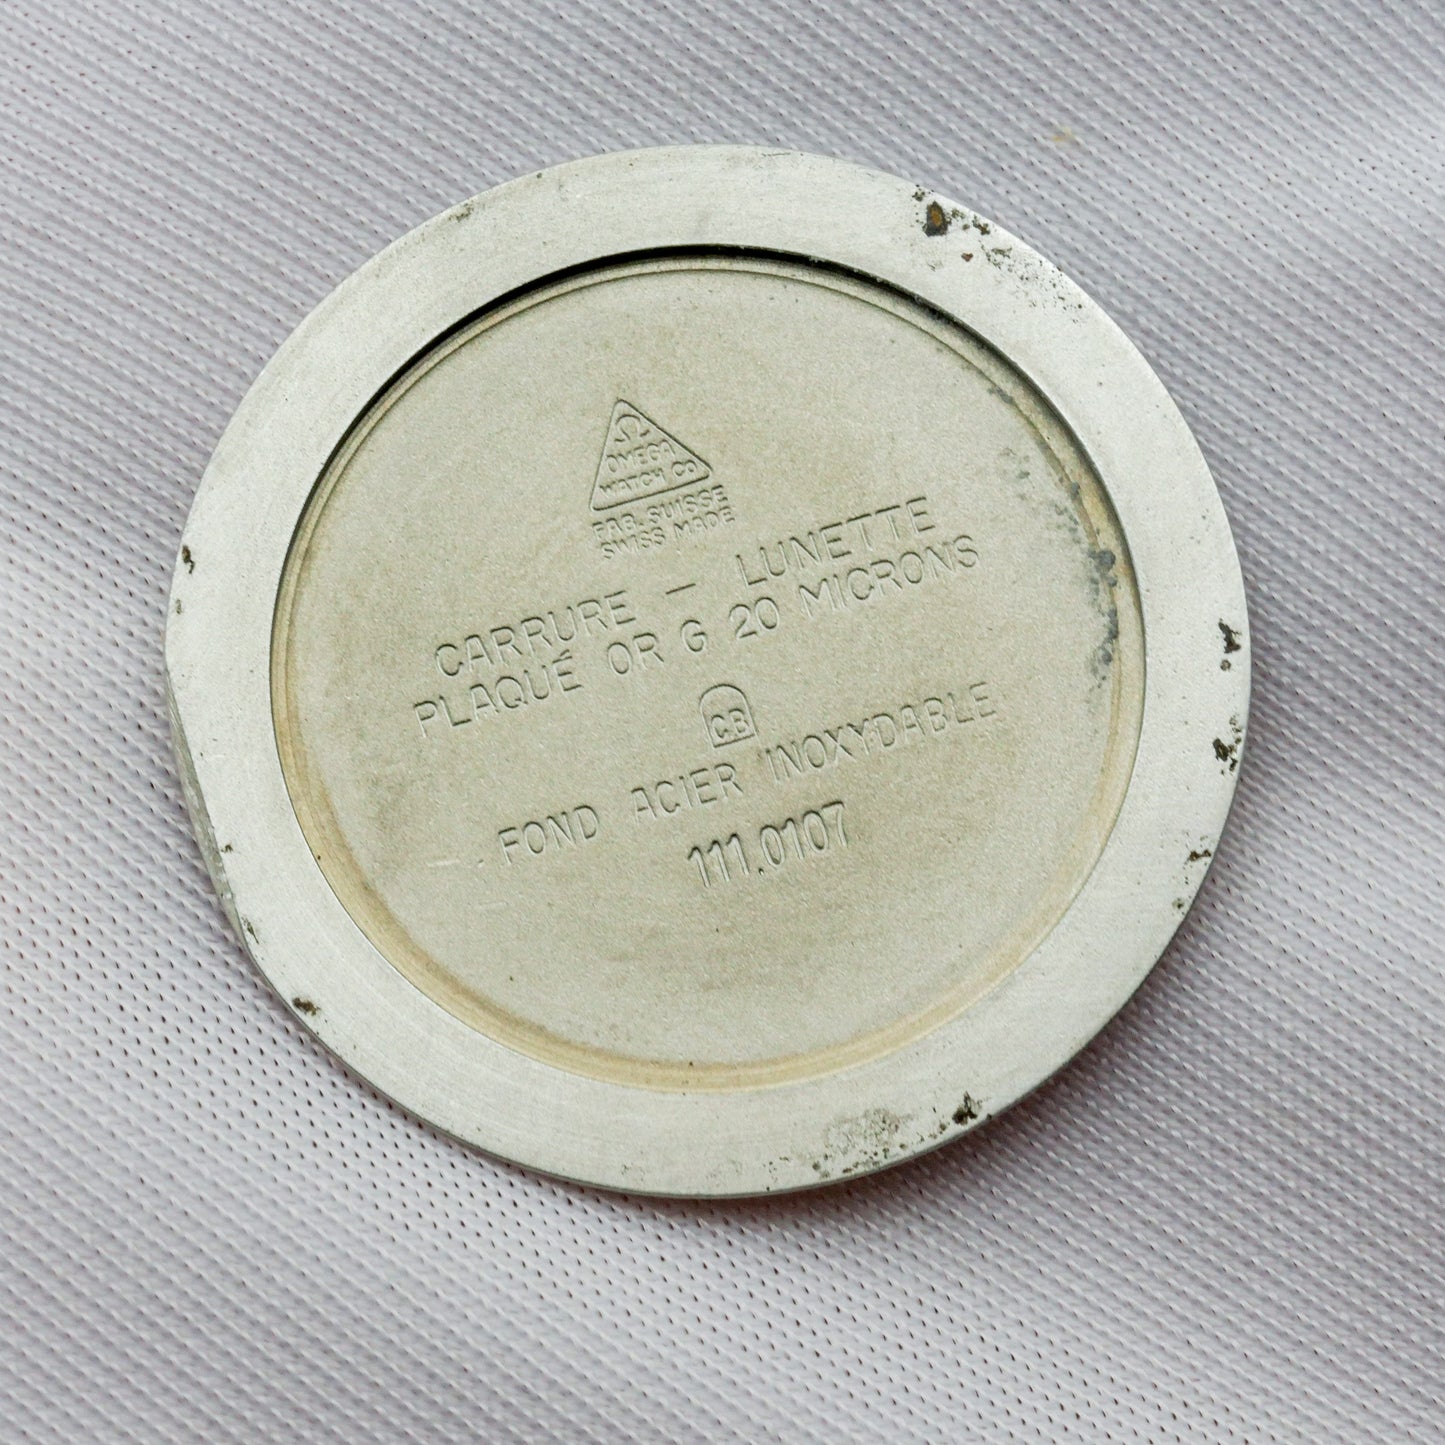 Ω
OMEGA
WATCH Co
FAB. SUISSE
SWISS MADE
CARRURE — LUNETTE
PLAQUÉ OR G 20 MICRONS
CB
FOND ACIER INOXYDABLE
111.0107